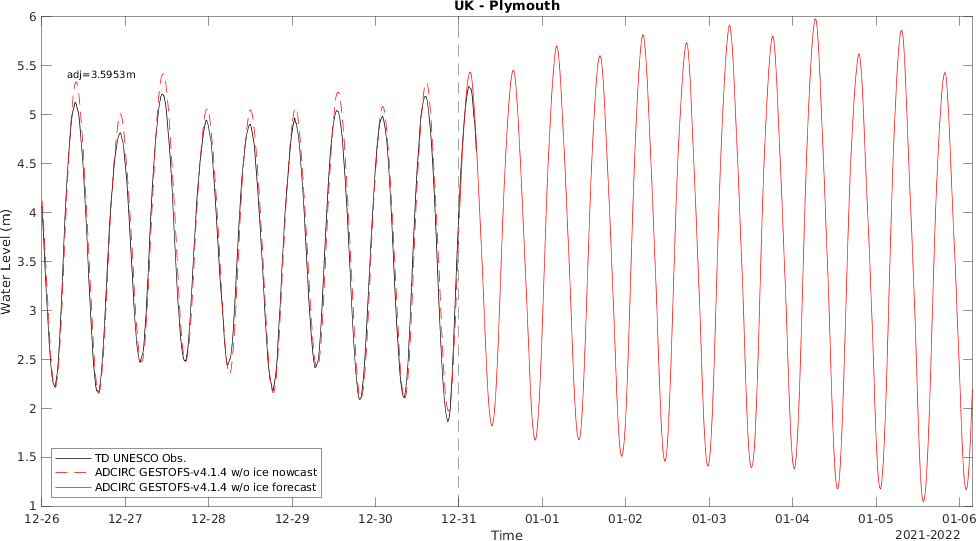 UK - Plymouth
adj=3.5953m
6
5.5
5
4.5
4
3.5
3
2.5
2
1.5
1
Water Level (m)
TD UNESCO Obs.
ADCIRC GESTOFS-v4.1.4 w/o ice nowcast
ADCIRC GESTOFS-v4.1.4 w/o ice forecast
12-26 12-27 12-28 12-29 12-30 12-31 01-01 01-02 01-03 01-04 01-05 01-06
Time
2021-2022